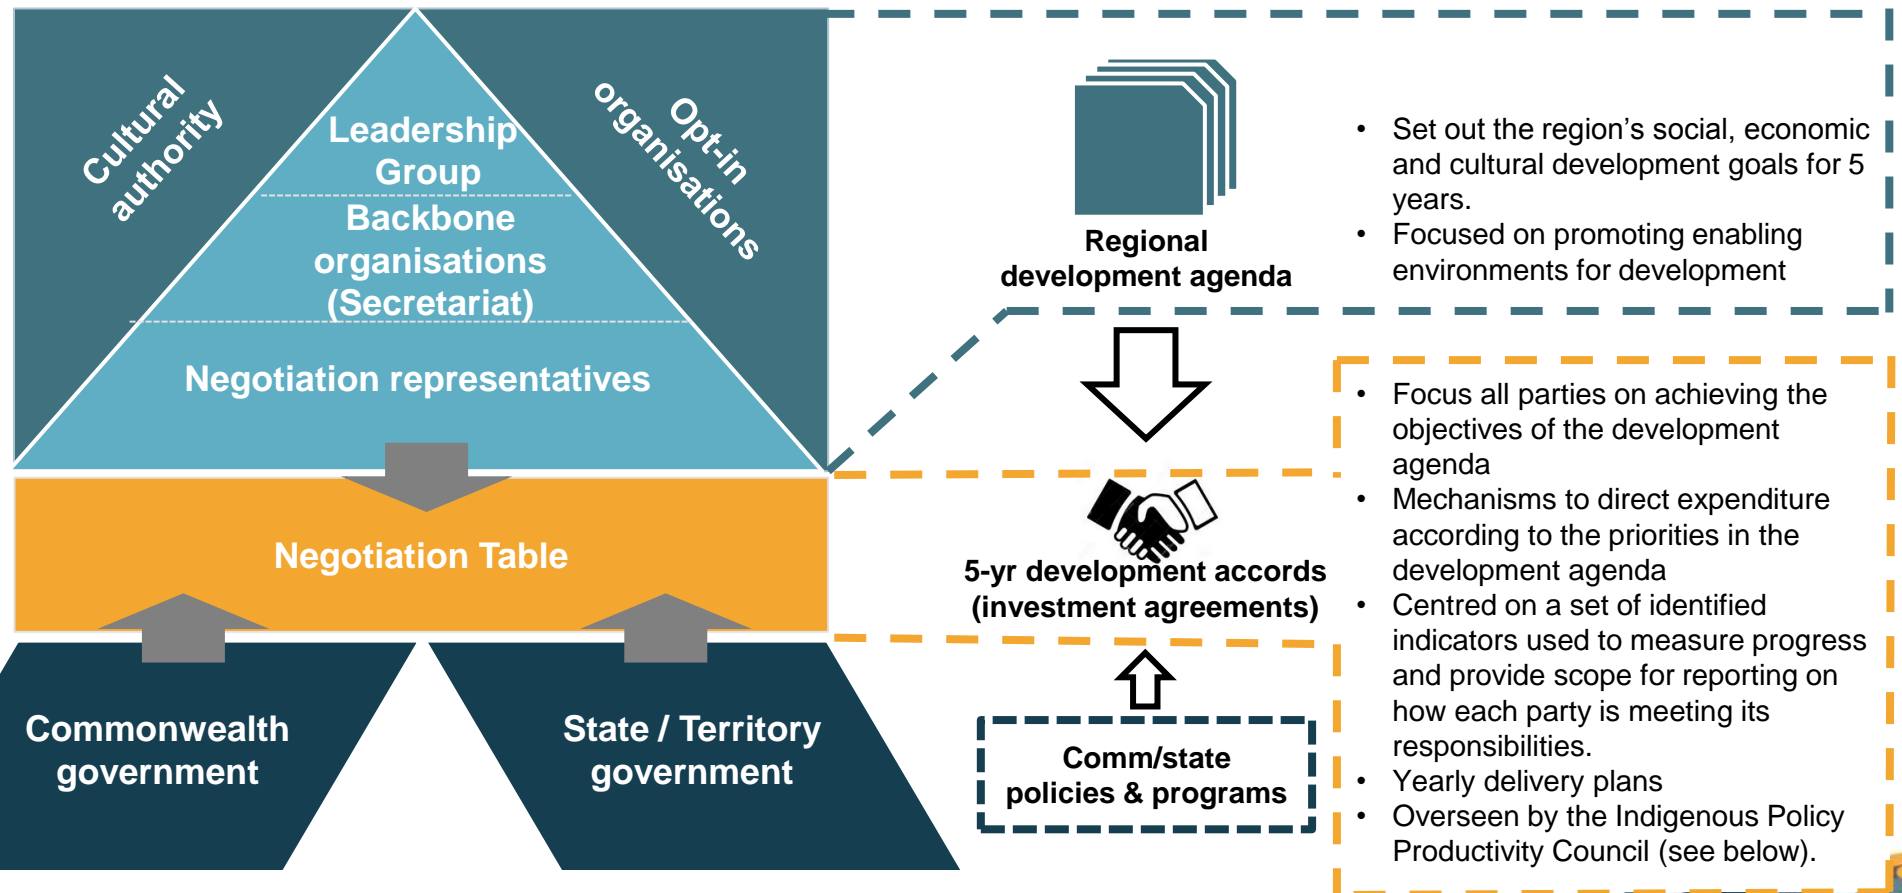 Cultural
authority
Opt-in
organisations
Leadership
Group
Backbone
organisations
(Secretariat)
Negotiation representatives
Negotiation Table
Commonwealth
government
State / Territory
government
Regional
development agenda
• Set out the region’s social, economic
and cultural development goals for 5
years.
• Focused on promoting enabling
environments for development
5-yr development accords
(investment agreements)
Comm/state
policies & programs
• Focus all parties on achieving the
objectives of the development
agenda
• Mechanisms to direct expenditure
according to the priorities in the
development agenda
• Centred on a set of identified
indicators used to measure progress
and provide scope for reporting on
how each party is meeting its
responsibilities.
• Yearly delivery plans
• Overseen by the Indigenous Policy
Productivity Council (see below).